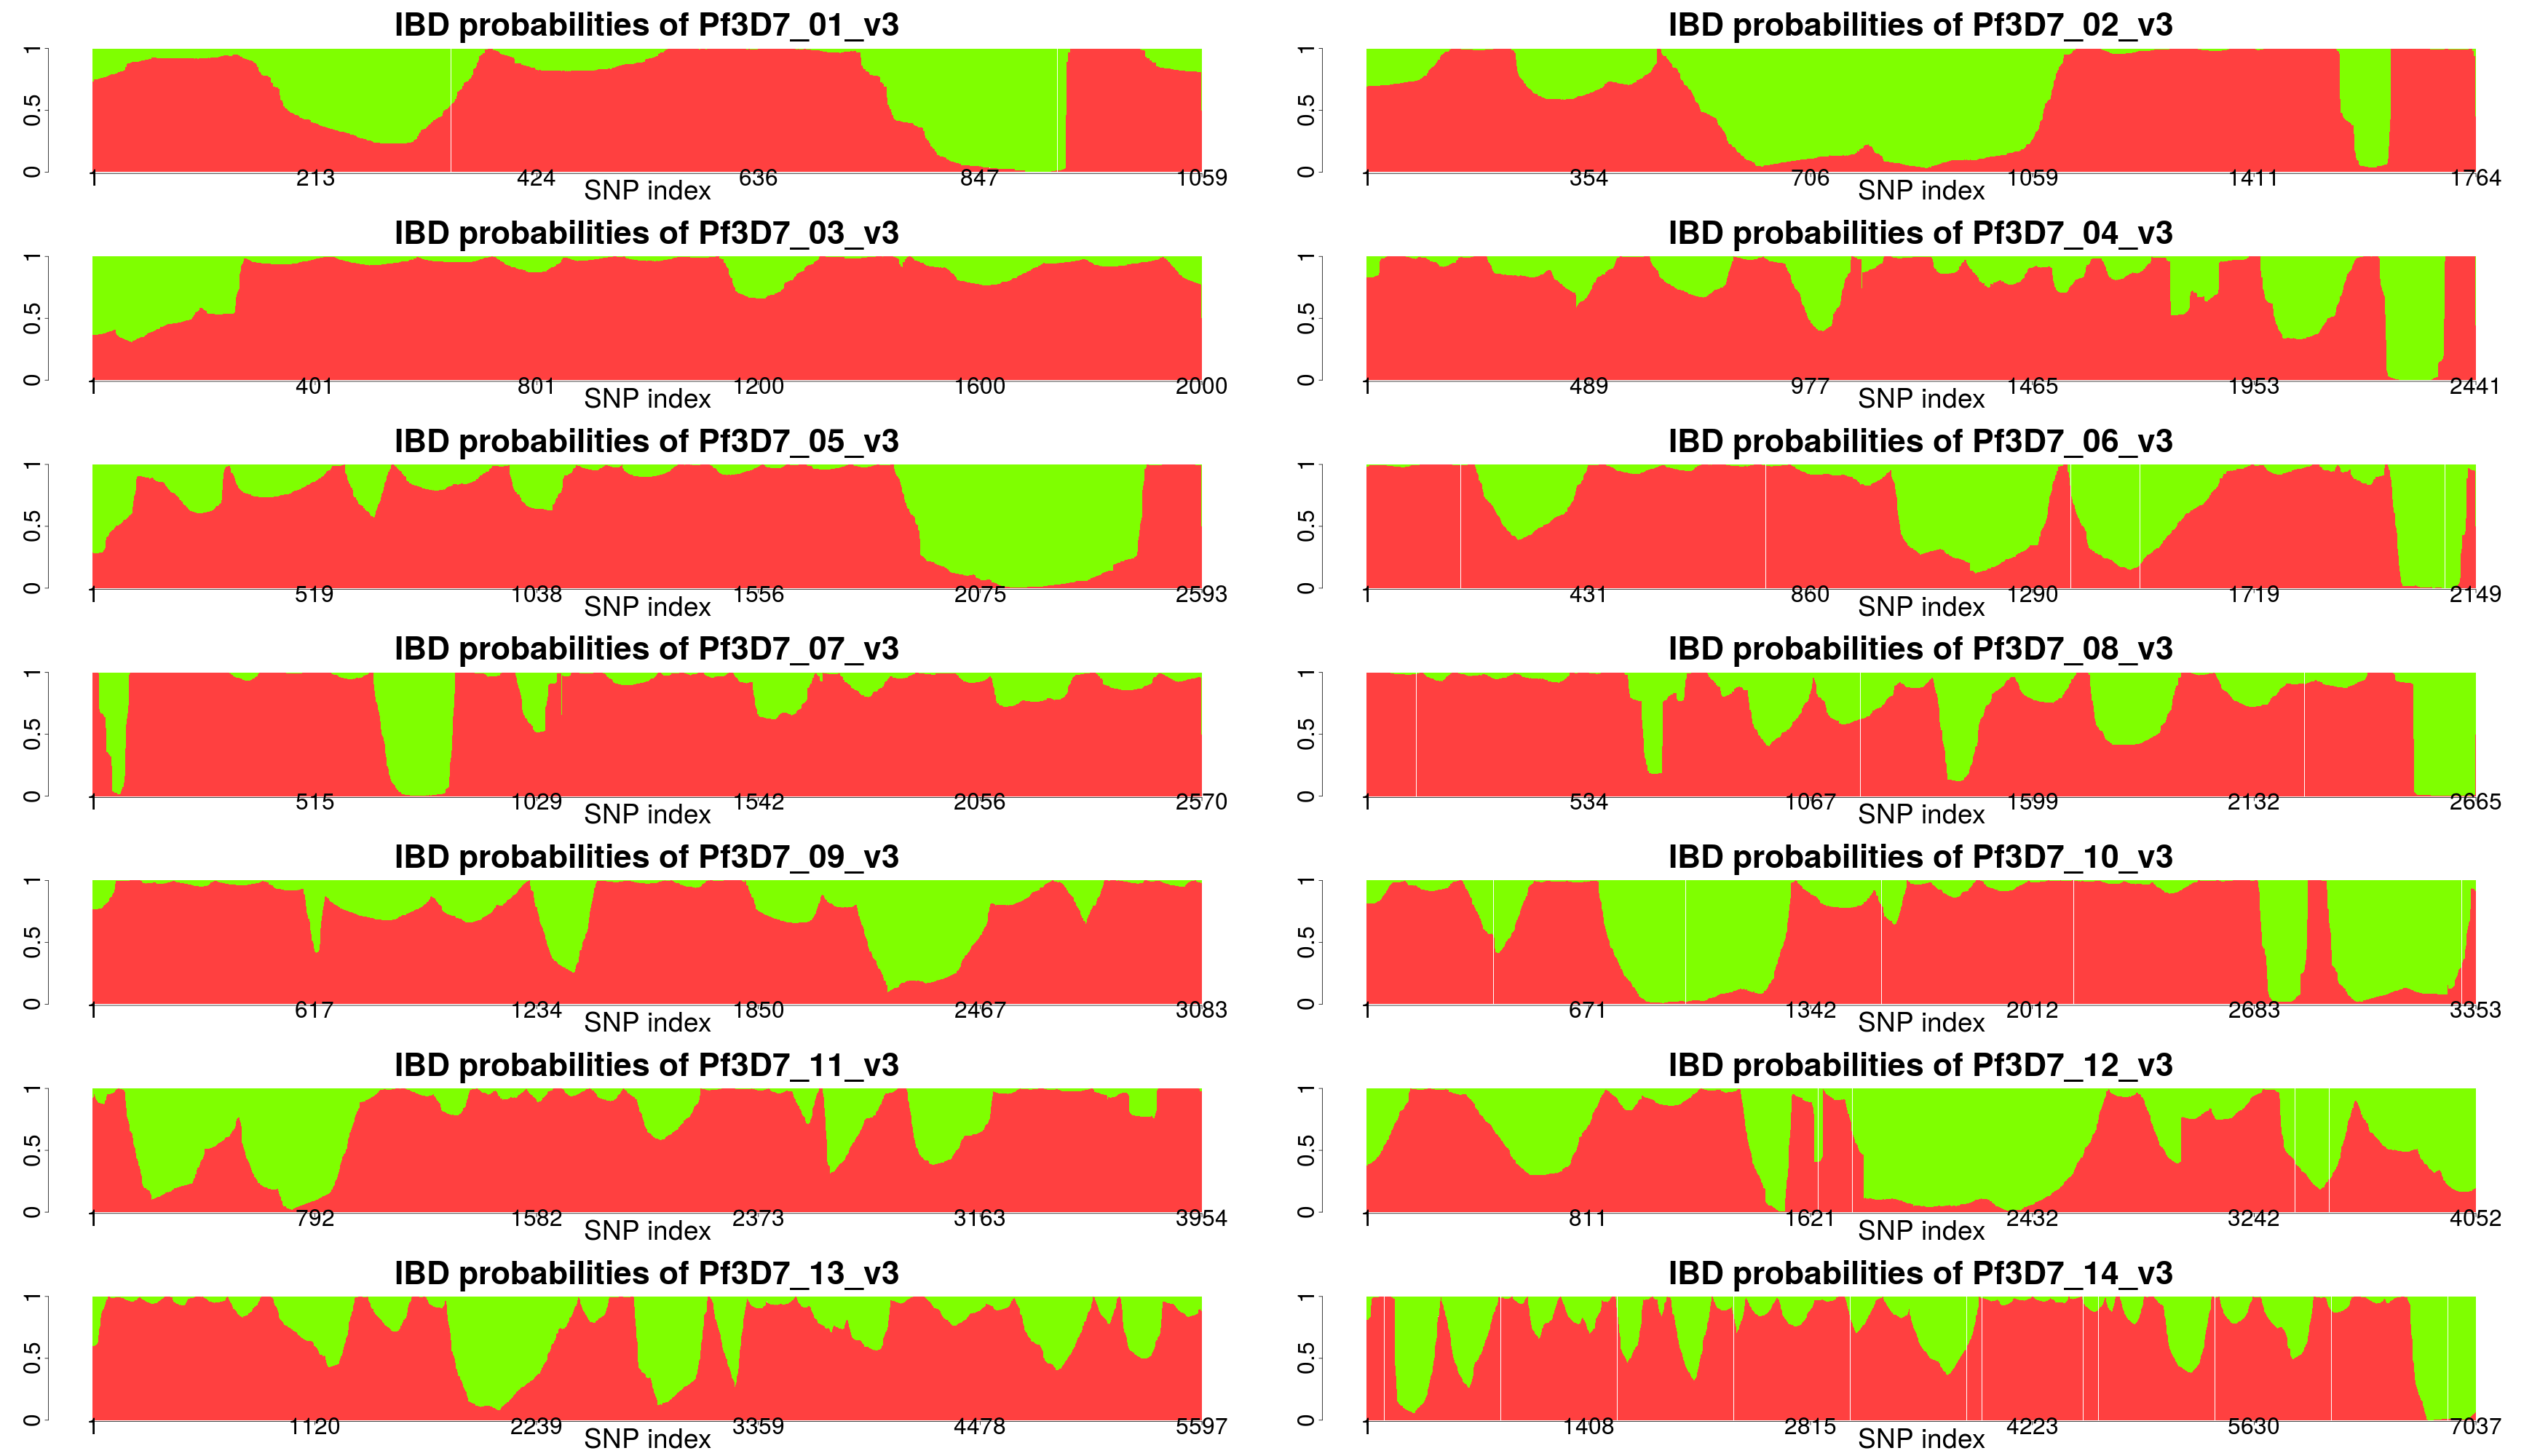 IBD probabilities of Pf3D7_01_v3
0 0.5 1
1 213 424 636 847 1059
SNP index
IBD probabilities of Pf3D7_02_v3
0 0.5 1
1 354 706 1059 1411 1764
SNP index
IBD probabilities of Pf3D7_03_v3
0 0.5 1
1 401 801 1200 1600 2000
SNP index
IBD probabilities of Pf3D7_04_v3
0 0.5 1
1 489 977 1465 1953 2441
SNP index
IBD probabilities of Pf3D7_05_v3
0 0.5 1
1 519 1038 1556 2075 2593
SNP index
IBD probabilities of Pf3D7_06_v3
0 0.5 1
1 431 860 1290 1719 2149
SNP index
IBD probabilities of Pf3D7_07_v3
0 0.5 1
1 515 1029 1542 2056 2570
SNP index
IBD probabilities of Pf3D7_08_v3
0 0.5 1
1 534 1067 1599 2132 2665
SNP index
IBD probabilities of Pf3D7_09_v3
0 0.5 1
1 617 1234 1850 2467 3083
SNP index
IBD probabilities of Pf3D7_10_v3
0 0.5 1
1 671 1342 2012 2683 3353
SNP index
IBD probabilities of Pf3D7_11_v3
0 0.5 1
1 792 1582 2373 3163 3954
SNP index
IBD probabilities of Pf3D7_12_v3
0 0.5 1
1 811 1621 2432 3242 4052
SNP index
IBD probabilities of Pf3D7_13_v3
0 0.5 1
1 1120 2239 3359 4478 5597
SNP index
IBD probabilities of Pf3D7_14_v3
0 0.5 1
1 1408 2815 4223 5630 7037
SNP index